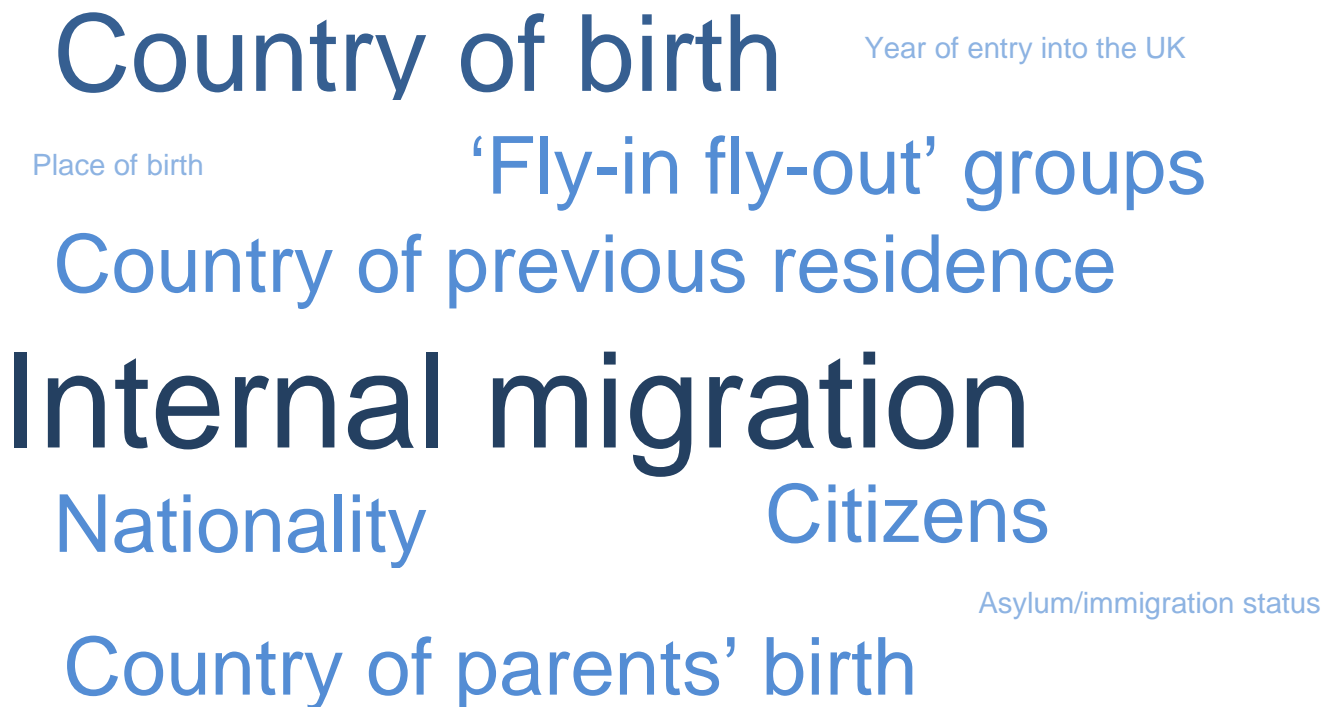 Country of birth
Year of entry into the UK
Place of birth
‘Fly-in fly-out’ groups
Country of previous residence
Internal migration
Nationality
Citizens
Asylum/immigration status
Country of parents’ birth